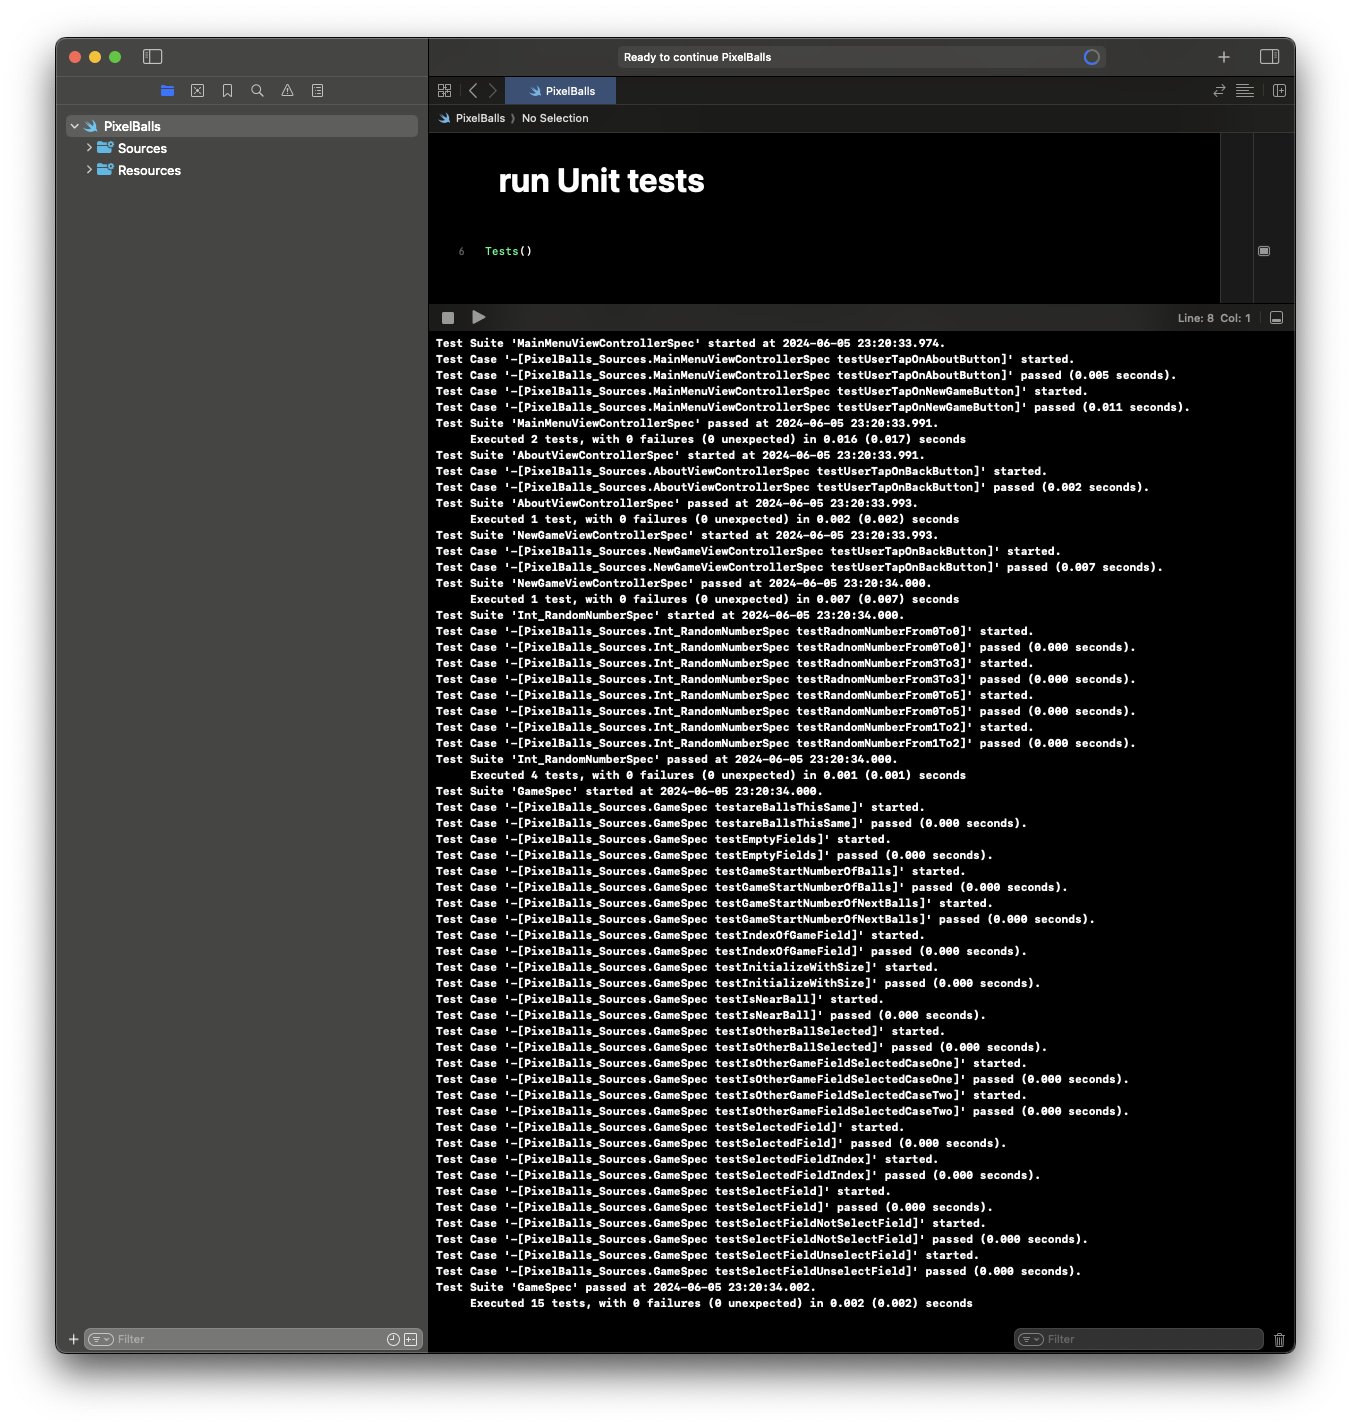 Ready to continue PixelBalls
PixelBalls
PixelBalls
PixelBalls
No Selection
Sources
Resources
run Unit tests
6 Tests()
Line: 8 Col: 1
Test Suite 'MainMenuViewControllerSpec' started at 2024-06-05 23:20:33.974.
Test Case '-[PixelBalls_Sources.MainMenuViewControllerSpec testUserTapOnAboutButton]' started.
Test Case '-[PixelBalls_Sources.MainMenuViewControllerSpec testUserTapOnAboutButton]' passed (0.005 seconds).
Test Case '-[PixelBalls_Sources.MainMenuViewControllerSpec testUserTapOnNewGameButton]' started.
Test Case '-[PixelBalls_Sources.MainMenuViewControllerSpec testUserTapOnNewGameButton]' passed (0.011 seconds).
Test Suite 'MainMenuViewControllerSpec' passed at 2024-06-05 23:20:33.991.
Executed 2 tests, with 0 failures (0 unexpected) in 0.016 (0.017) seconds
Test Suite 'AboutViewControllerSpec' started at 2024-06-05 23:20:33.991.
Test Case '-[PixelBalls_Sources.AboutViewControllerSpec testUserTapOnBackButton]' started.
Test Case '-[PixelBalls_Sources.AboutViewControllerSpec testUserTapOnBackButton]' passed (0.002 seconds).
Test Suite 'AboutViewControllerSpec' passed at 2024-06-05 23:20:33.993.
Executed 1 test, with 0 failures (0 unexpected) in 0.002 (0.002) seconds
Test Suite 'NewGameViewControllerSpec' started at 2024-06-05 23:20:33.993.
Test Case '-[PixelBalls_Sources.NewGameViewControllerSpec testUserTapOnBackButton]' started.
Test Case '-[PixelBalls_Sources.NewGameViewControllerSpec testUserTapOnBackButton]' passed (0.007 seconds).
Test Suite 'NewGameViewControllerSpec' passed at 2024-06-05 23:20:34.000.
Executed 1 test, with 0 failures (0 unexpected) in 0.007 (0.007) seconds
Test Suite 'Int_RandomNumberSpec' started at 2024-06-05 23:20:34.000.
Test Case '-[PixelBalls_Sources.Int_RandomNumberSpec testRadnomNumberFrom0To0]' started.
Test Case '-[PixelBalls_Sources.Int_RandomNumberSpec testRadnomNumberFrom0To0]' passed (0.000 seconds).
Test Case '-[PixelBalls_Sources.Int_RandomNumberSpec testRadnomNumberFrom3To3]' started.
Test Case '-[PixelBalls_Sources.Int_RandomNumberSpec testRadnomNumberFrom3To3]' passed (0.000 seconds).
Test Case '-[PixelBalls_Sources.Int_RandomNumberSpec testRandomNumberFrom0To5]' started.
Test Case '-[PixelBalls_Sources.Int_RandomNumberSpec testRandomNumberFrom0To5]' passed (0.000 seconds).
Test Case '-[PixelBalls_Sources.Int_RandomNumberSpec testRandomNumberFrom1To2]' started.
Test Case '-[PixelBalls_Sources.Int_RandomNumberSpec testRandomNumberFrom1To2]' passed (0.000 seconds).
Test Suite 'Int_RandomNumberSpec' passed at 2024-06-05 23:20:34.000.
Executed 4 tests, with 0 failures (0 unexpected) in 0.001 (0.001) seconds
Test Suite 'GameSpec' started at 2024-06-05 23:20:34.000.
Test Case '-[PixelBalls_Sources.GameSpec testareBallsThisSame]' started.
Test Case '-[PixelBalls_Sources.GameSpec testareBallsThisSame]' passed (0.000 seconds).
Test Case '-[PixelBalls_Sources.GameSpec testEmptyFields]' started.
Test Case '-[PixelBalls_Sources.GameSpec testEmptyFields]' passed (0.000 seconds).
Test Case '-[PixelBalls_Sources.GameSpec testGameStartNumberOfBalls]' started.
Test Case '-[PixelBalls_Sources.GameSpec testGameStartNumberOfBalls]' passed (0.000 seconds).
Test Case '-[PixelBalls_Sources.GameSpec testGameStartNumberOfNextBalls]' started.
Test Case '-[PixelBalls_Sources.GameSpec testGameStartNumberOfNextBalls]' passed (0.000 seconds).
Test Case '-[PixelBalls_Sources.GameSpec testIndexOfGameField]' started.
Test Case '-[PixelBalls_Sources.GameSpec testIndexOfGameField]' passed (0.000 seconds).
Test Case '-[PixelBalls_Sources.GameSpec testInitializeWithSize]' started.
Test Case '-[PixelBalls_Sources.GameSpec testInitializeWithSize]' passed (0.000 seconds).
Test Case '-[PixelBalls_Sources.GameSpec testIsNearBall]' started.
Test Case '-[PixelBalls_Sources.GameSpec testIsNearBall]' passed (0.000 seconds).
Test Case '-[PixelBalls_Sources.GameSpec testIsOtherBallSelected]' started.
Test Case '-[PixelBalls_Sources.GameSpec testIsOtherBallSelected]' passed (0.000 seconds).
Test Case '-[PixelBalls_Sources.GameSpec testIsOtherGameFieldSelectedCaseOne]' started.
Test Case '-[PixelBalls_Sources.GameSpec testIsOtherGameFieldSelectedCaseOne]' passed (0.000 seconds).
Test Case '-[PixelBalls_Sources.GameSpec testIsOtherGameFieldSelectedCaseTwo]' started.
Test Case '-[PixelBalls_Sources.GameSpec testIsOtherGameFieldSelectedCaseTwo]' passed (0.000 seconds).
Test Case '-[PixelBalls_Sources.GameSpec testSelectedField]' started.
Test Case '-[PixelBalls_Sources.GameSpec testSelectedField]' passed (0.000 seconds).
Test Case '-[PixelBalls_Sources.GameSpec testSelectedFieldIndex]' started.
Test Case '-[PixelBalls_Sources.GameSpec testSelectedFieldIndex]' passed (0.000 seconds).
Test Case '-[PixelBalls_Sources.GameSpec testSelectField]' started.
Test Case '-[PixelBalls_Sources.GameSpec testSelectField]' passed (0.000 seconds).
Test Case '-[PixelBalls_Sources.GameSpec testSelectFieldNotSelectField]' started.
Test Case '-[PixelBalls_Sources.GameSpec testSelectFieldNotSelectField]' passed (0.000 seconds).
Test Case '-[PixelBalls_Sources.GameSpec testSelectFieldUnselectField]' started.
Test Case '-[PixelBalls_Sources.GameSpec testSelectFieldUnselectField]' passed (0.000 seconds).
Test Suite 'GameSpec' passed at 2024-06-05 23:20:34.002.
Executed 15 tests, with 0 failures (0 unexpected) in 0.002 (0.002) seconds
Filter
Filter